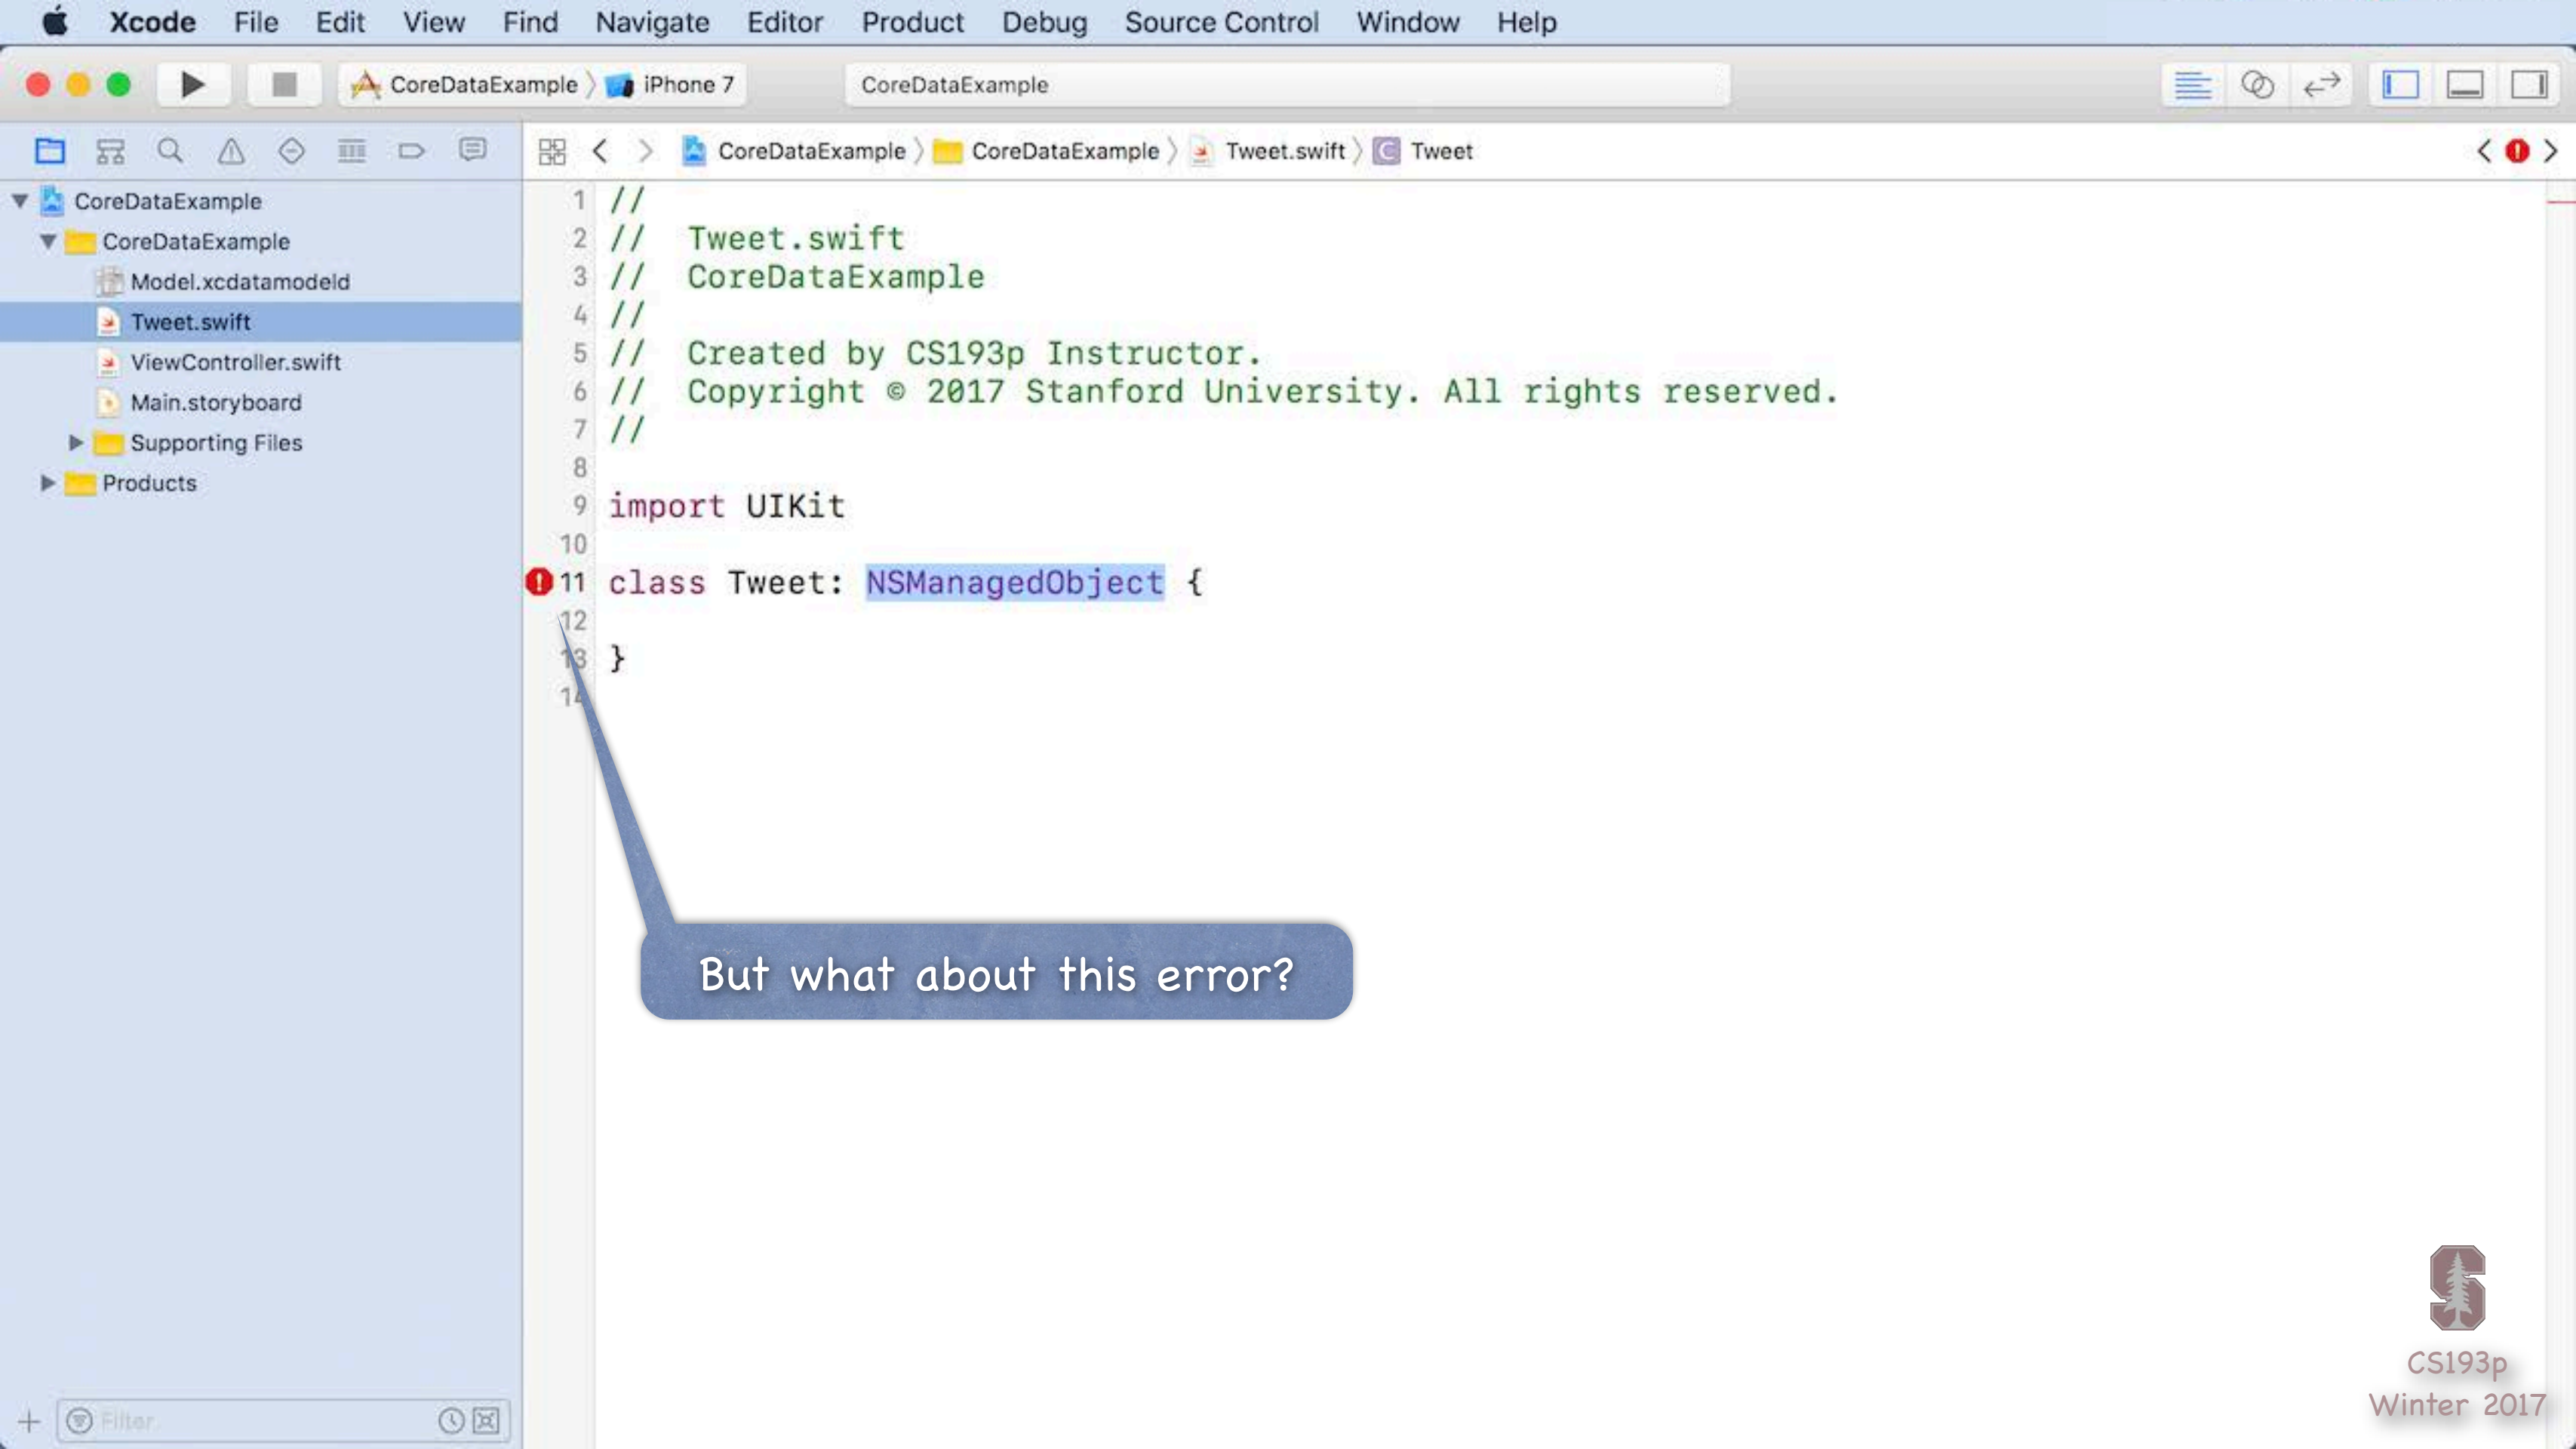 Xcode File Edit View Find Navigate Editor Product Debug Source Control Window Help
CoreDataExample iPhone 7 CoreDataExample
CoreDataExample CoreDataExample Tweet.swift C Tweet
CoreDataExample
CoreDataExample
Model.xcdatamodeld
Tweet.swift
ViewController.swift
Main.storyboard
Supporting Files
Products
1 //
2 //  Tweet.swift
3 //  CoreDataExample
4 //
5 //  Created by CS193p Instructor.
6 //  Copyright © 2017 Stanford University. All rights reserved.
7 //
8
9 import UIKit
10
11 class Tweet: NSManagedObject {
12
13 }
14
But what about this error?
Filter
S
CS193p
Winter 2017